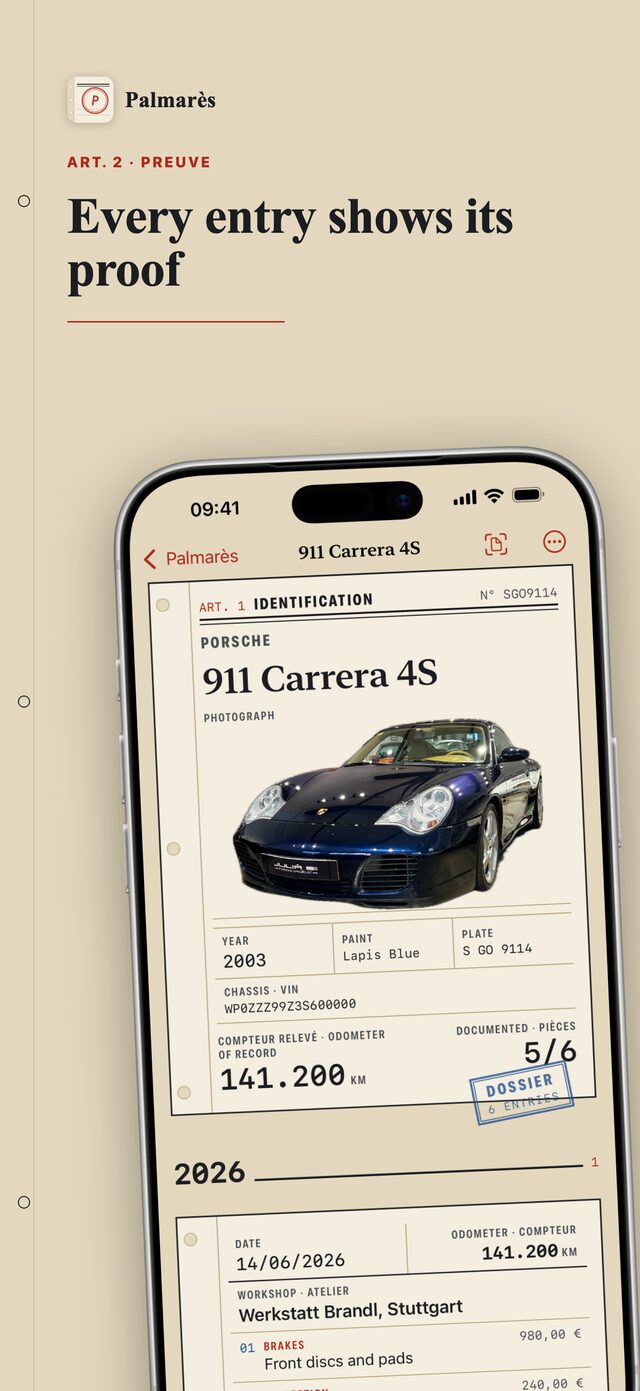 P
Palmarès
ART. 2 · PREUVE
Every entry shows its
proof
09:41
Palmarès
911 Carrera 4S
ART. 1 IDENTIFICATION
N° SGO9114
PORSCHE
911 Carrera 4S
PHOTOGRAPH
YEAR
2003
PAINT
Lapis Blue
PLATE
S GO 9114
CHASSIS · VIN
WP0ZZZ99Z3S600000
COMPTEUR RELEVÉ · ODOMETER
OF RECORD
141.200 KM
DOCUMENTED · PIÈCES
5/6
DOSSIER
6 ENTRIES
2026
1
DATE
14/06/2026
ODOMETER · COMPTEUR
141.200 KM
WORKSHOP · ATELIER
Werkstatt Brandl, Stuttgart
01 BRAKES
980,00 €
Front discs and pads
240,00 €